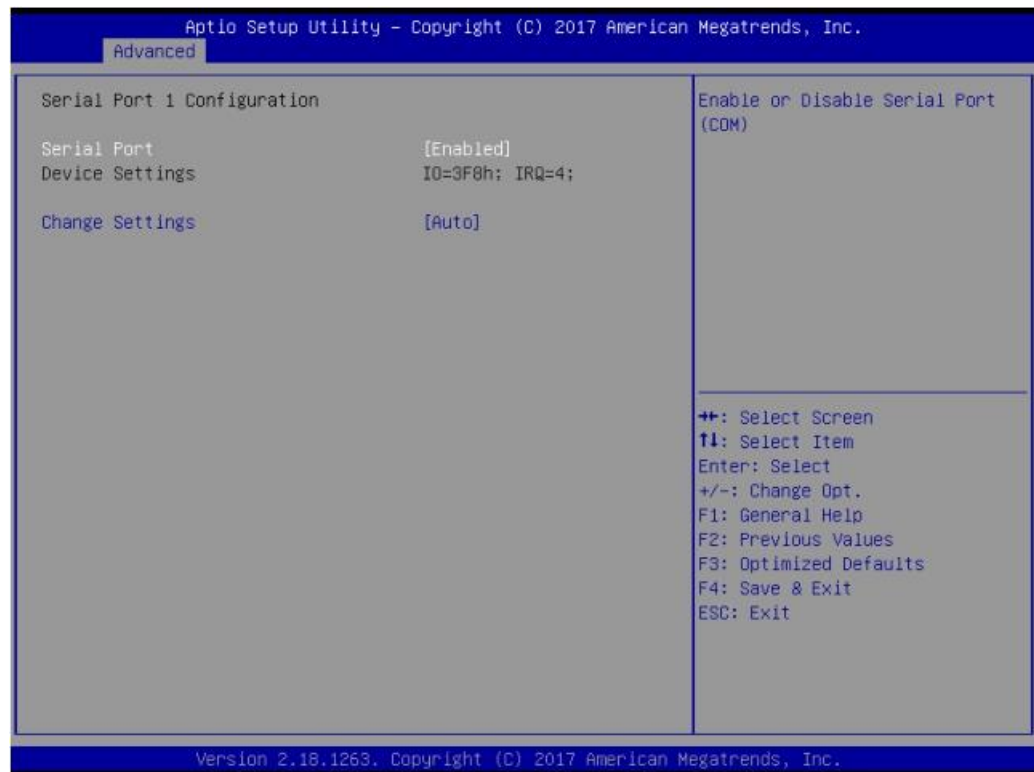 Aptio Setup Utility – Copyright (C) 2017 American Megatrends, Inc.
Advanced
Serial Port 1 Configuration
Serial Port [Enabled]
Device Settings IO=3F8h; IRQ=4;
Change Settings [Auto]
Enable or Disable Serial Port
(COM)
→←: Select Screen
↑↓: Select Item
Enter: Select
+/-: Change Opt.
F1: General Help
F2: Previous Values
F3: Optimized Defaults
F4: Save & Exit
ESC: Exit
Version 2.18.1263. Copyright (C) 2017 American Megatrends, Inc.